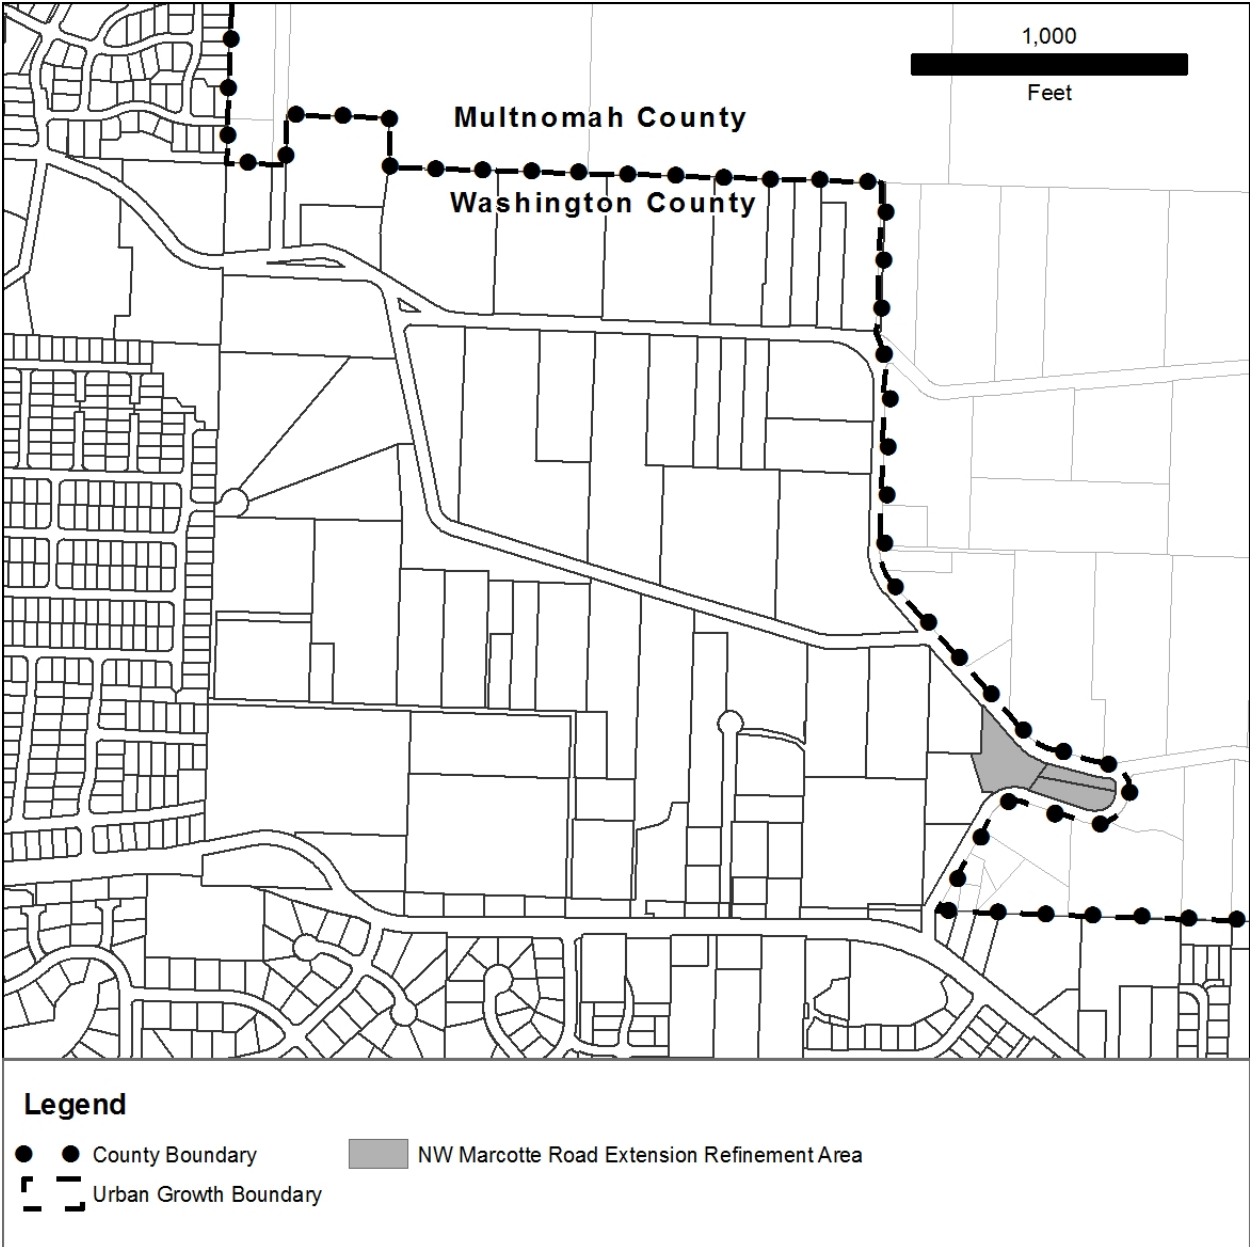 1,000
Feet
Multnomah County
Washington County
Legend
County Boundary
NW Marcotte Road Extension Refinement Area
Urban Growth Boundary